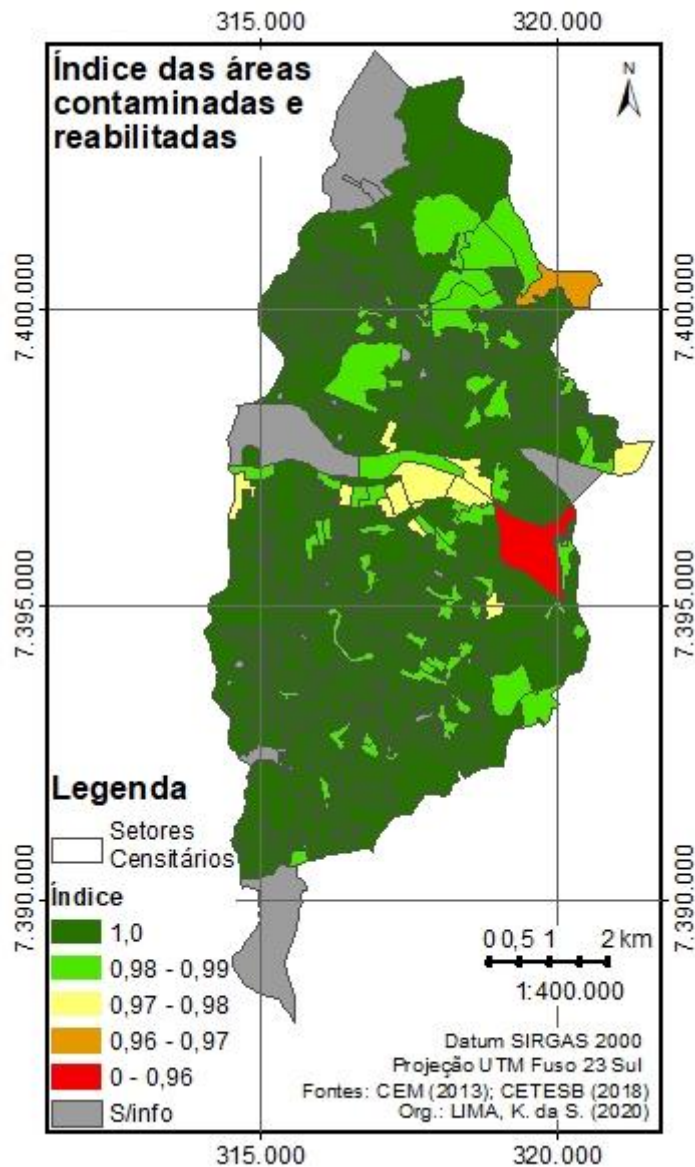 315.000 320.000
Índice das áreas
contaminadas e
reabilitadas
N
7.400.000 7.400.000
7.395.000 7.395.000
7.390.000 7.390.000
Legenda
Setores
Censitários
Índice
1,0
0,98 - 0,99
0,97 - 0,98
0,96 - 0,97
0 - 0,96
S/info
0 0,5 1 2 km
1:400.000
Datum SIRGAS 2000
Projeção UTM Fuso 23 Sul
Fontes: CEM (2013); CETESB (2018)
Org.: LIMA, K. da S. (2020)
315.000 320.000